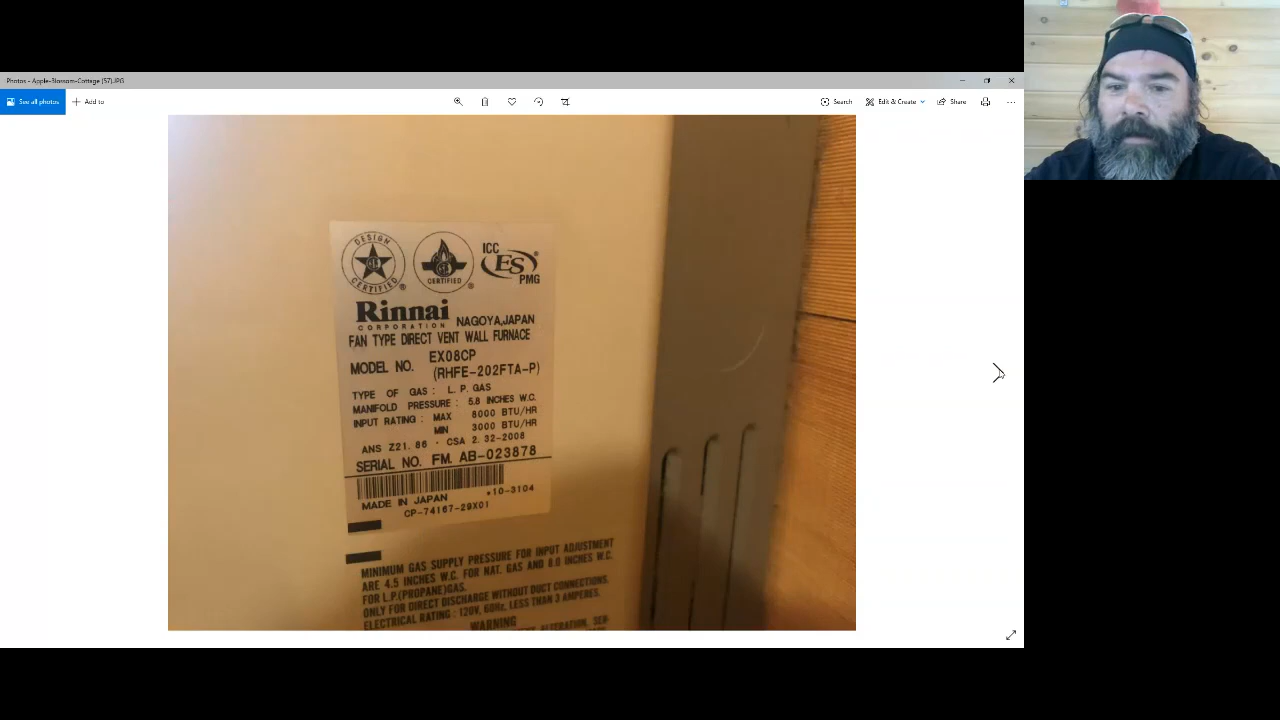 Photos - Apple-Blossom-Cottage (57).JPG
See all photos
Add to
Search
Edit & Create
Share
DESIGN
CERTIFIED
®
CERTIFIED
®
ICC
ES®
PMG
Rinnai
CORPORATION NAGOYA,JAPAN
FAN TYPE DIRECT VENT WALL FURNACE
MODEL NO. EX08CP
(RHFE-202FTA-P)
TYPE OF GAS : L.P.GAS
MANIFOLD PRESSURE : 5.8 INCHES W.C.
INPUT RATING : MAX 8000 BTU/HR
MIN 3000 BTU/HR
ANS Z21.86 · CSA 2.32-2008
SERIAL NO. FM. AB-023878
MADE IN JAPAN *10-3104
CP-74167-29X01
MINIMUM GAS SUPPLY PRESSURE FOR INPUT ADJUSTMENT
ARE 4.5 INCHES W.C. FOR NAT. GAS AND 8.0 INCHES W.C.
FOR L.P.(PROPANE)GAS.
ONLY FOR DIRECT DISCHARGE WITHOUT DUCT CONNECTIONS.
ELECTRICAL RATING : 120V, 60Hz, LESS THAN 3 AMPERES.
WARNING
ALTERATION, SER-